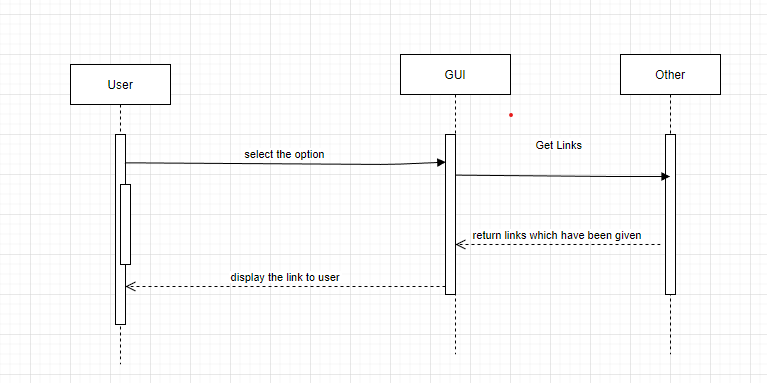 User
GUI
Other
Get Links
select the option
return links which have been given
display the link to user